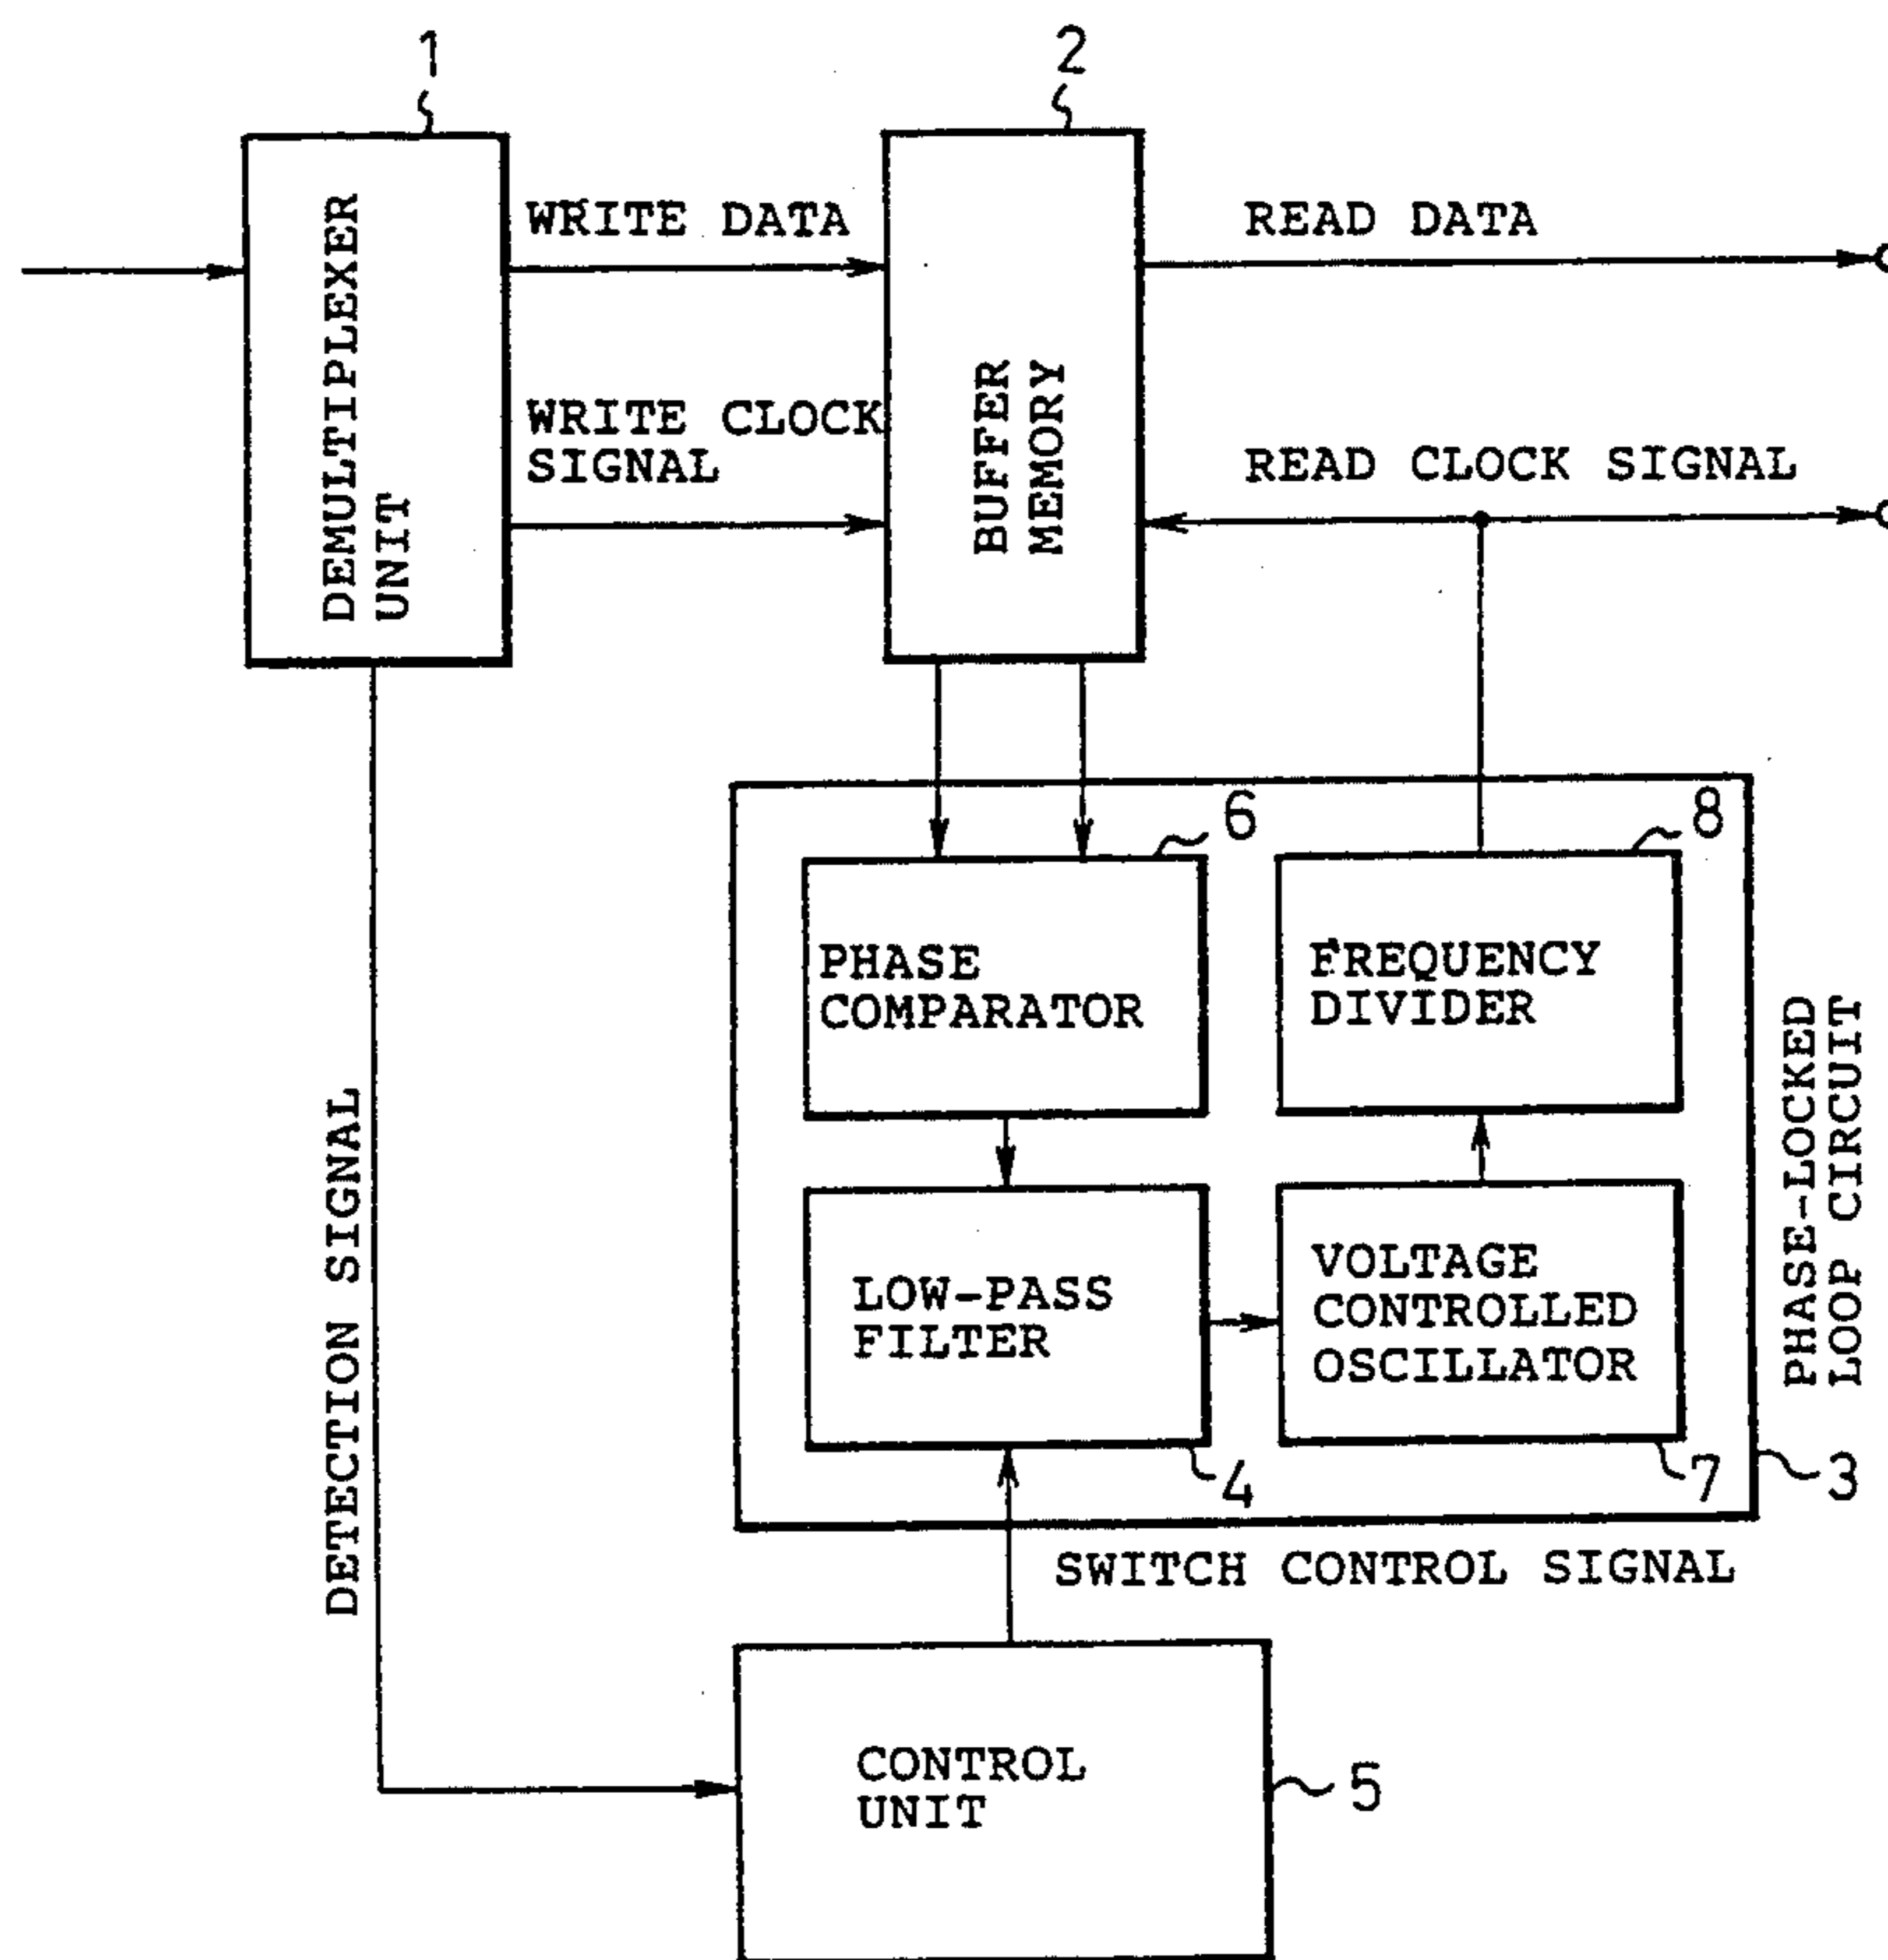 1
2
DEMULTIPLEXER
UNIT
WRITE DATA
WRITE CLOCK
SIGNAL
BUFFER
MEMORY
READ DATA
READ CLOCK SIGNAL
6
8
PHASE
COMPARATOR
FREQUENCY
DIVIDER
PHASE-LOCKED
LOOP CIRCUIT
LOW-PASS
FILTER
VOLTAGE
CONTROLLED
OSCILLATOR
4
7
3
DETECTION SIGNAL
SWITCH CONTROL SIGNAL
CONTROL
UNIT
5